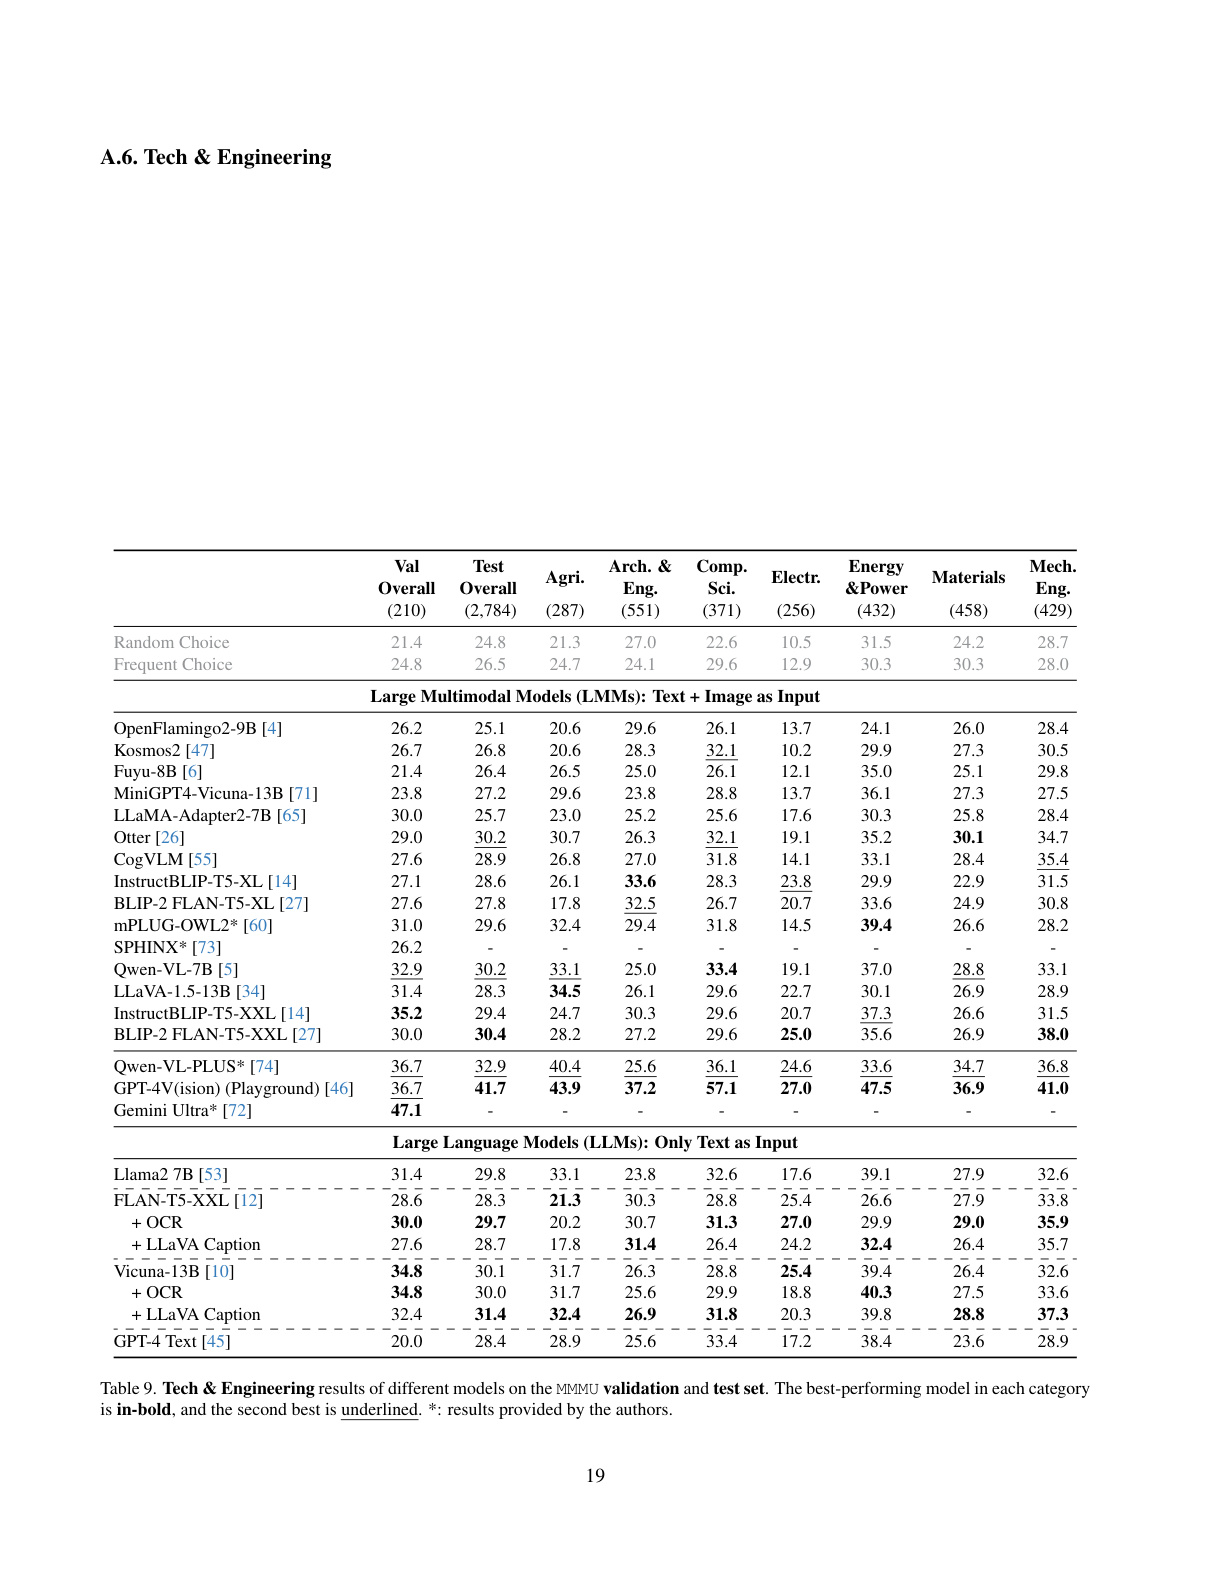 A.6. Tech & Engineering
Val Test Arch. & Comp. Energy Mech.
Agri. Electr. Materials
Overall Overall Eng. Sci. &Power Eng.
(210) (2,784) (287) (551) (371) (256) (432) (458) (429)
Random Choice 21.4 24.8 21.3 27.0 22.6 10.5 31.5 24.2 28.7
Frequent Choice 24.8 26.5 24.7 24.1 29.6 12.9 30.3 30.3 28.0
Large Multimodal Models (LMMs): Text + Image as Input
OpenFlamingo2-9B [4] 26.2 25.1 20.6 29.6 26.1 13.7 24.1 26.0 28.4
Kosmos2 [47] 26.7 26.8 20.6 28.3 32.1 10.2 29.9 27.3 30.5
Fuyu-8B [6] 21.4 26.4 26.5 25.0 26.1 12.1 35.0 25.1 29.8
MiniGPT4-Vicuna-13B [71] 23.8 27.2 29.6 23.8 28.8 13.7 36.1 27.3 27.5
LLaMA-Adapter2-7B [65] 30.0 25.7 23.0 25.2 25.6 17.6 30.3 25.8 28.4
Otter [26] 29.0 30.2 30.7 26.3 32.1 19.1 35.2 30.1 34.7
CogVLM [55] 27.6 28.9 26.8 27.0 31.8 14.1 33.1 28.4 35.4
InstructBLIP-T5-XL [14] 27.1 28.6 26.1 33.6 28.3 23.8 29.9 22.9 31.5
BLIP-2 FLAN-T5-XL [27] 27.6 27.8 17.8 32.5 26.7 20.7 33.6 24.9 30.8
mPLUG-OWL2* [60] 31.0 29.6 32.4 29.4 31.8 14.5 39.4 26.6 28.2
SPHINX* [73] 26.2 - - - - - - - -
Qwen-VL-7B [5] 32.9 30.2 33.1 25.0 33.4 19.1 37.0 28.8 33.1
LLaVA-1.5-13B [34] 31.4 28.3 34.5 26.1 29.6 22.7 30.1 26.9 28.9
InstructBLIP-T5-XXL [14] 35.2 29.4 24.7 30.3 29.6 20.7 37.3 26.6 31.5
BLIP-2 FLAN-T5-XXL [27] 30.0 30.4 28.2 27.2 29.6 25.0 35.6 26.9 38.0
Qwen-VL-PLUS* [74] 36.7 32.9 40.4 25.6 36.1 24.6 33.6 34.7 36.8
GPT-4V(ision) (Playground) [46] 36.7 41.7 43.9 37.2 57.1 27.0 47.5 36.9 41.0
Gemini Ultra* [72] 47.1 - - - - - - - -
Large Language Models (LLMs): Only Text as Input
Llama2 7B [53] 31.4 29.8 33.1 23.8 32.6 17.6 39.1 27.9 32.6
FLAN-T5-XXL [12] 28.6 28.3 21.3 30.3 28.8 25.4 26.6 27.9 33.8
+ OCR 30.0 29.7 20.2 30.7 31.3 27.0 29.9 29.0 35.9
+ LLaVA Caption 27.6 28.7 17.8 31.4 26.4 24.2 32.4 26.4 35.7
Vicuna-13B [10] 34.8 30.1 31.7 26.3 28.8 25.4 39.4 26.4 32.6
+ OCR 34.8 30.0 31.7 25.6 29.9 18.8 40.3 27.5 33.6
+ LLaVA Caption 32.4 31.4 32.4 26.9 31.8 20.3 39.8 28.8 37.3
GPT-4 Text [45] 20.0 28.4 28.9 25.6 33.4 17.2 38.4 23.6 28.9
Table 9. Tech & Engineering results of different models on the MMMU validation and test set. The best-performing model in each category
is in-bold, and the second best is underlined. *: results provided by the authors.
19